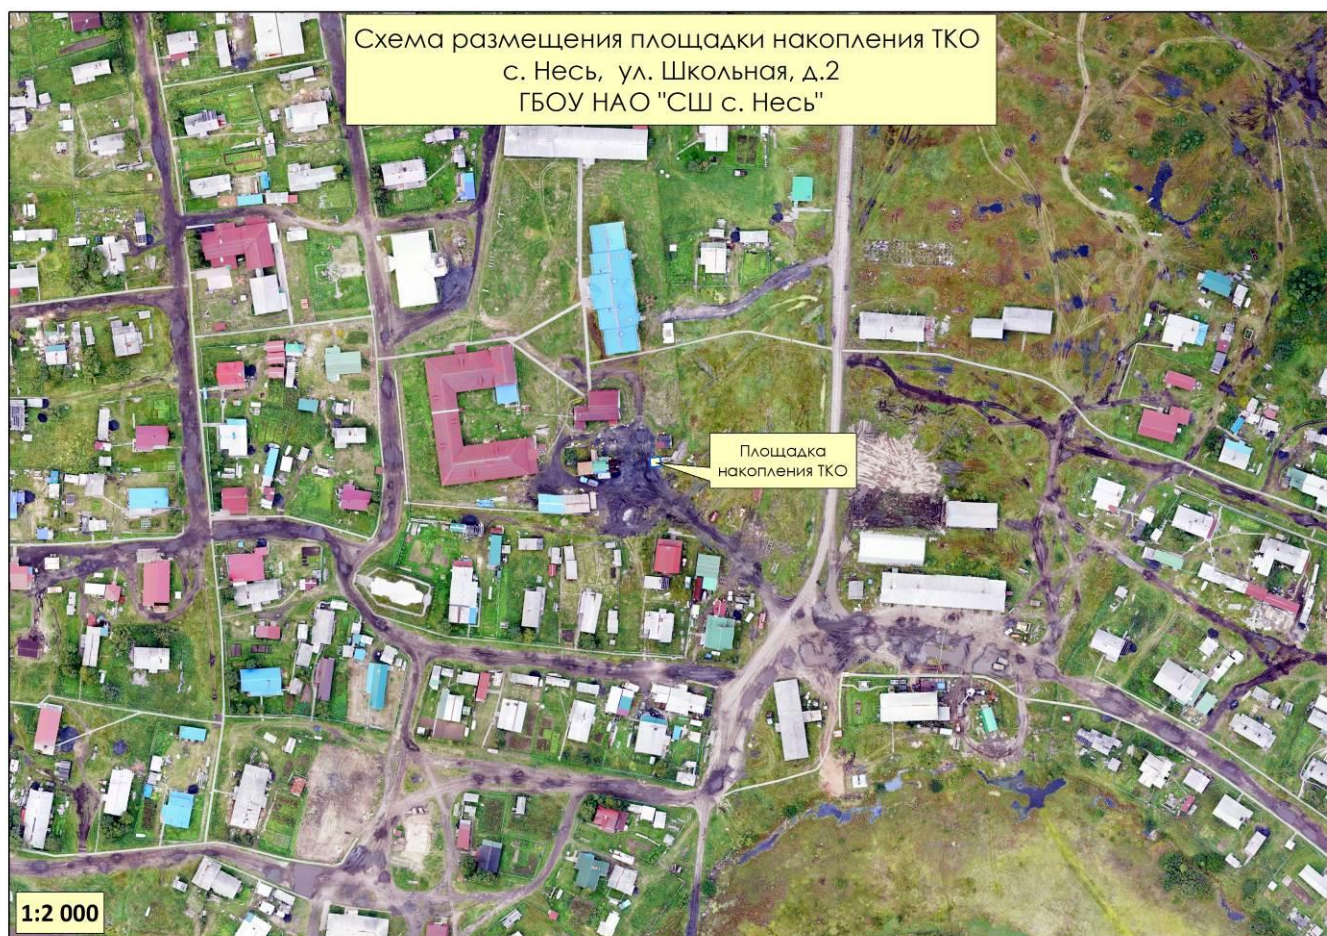 Схема размещения площадки накопления ТКО
с. Несь, ул. Школьная, д.2
ГБОУ НАО "СШ с. Несь"
Площадка
накопления ТКО
1:2 000